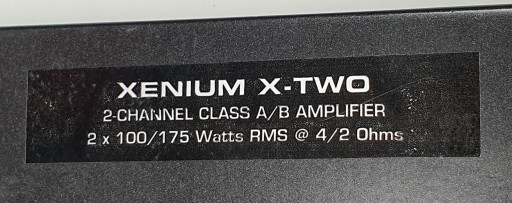 XENIUM X-TWO
2-CHANNEL CLASS A/B AMPLIFIER
2 x 100/175 Watts RMS @ 4/2 Ohms